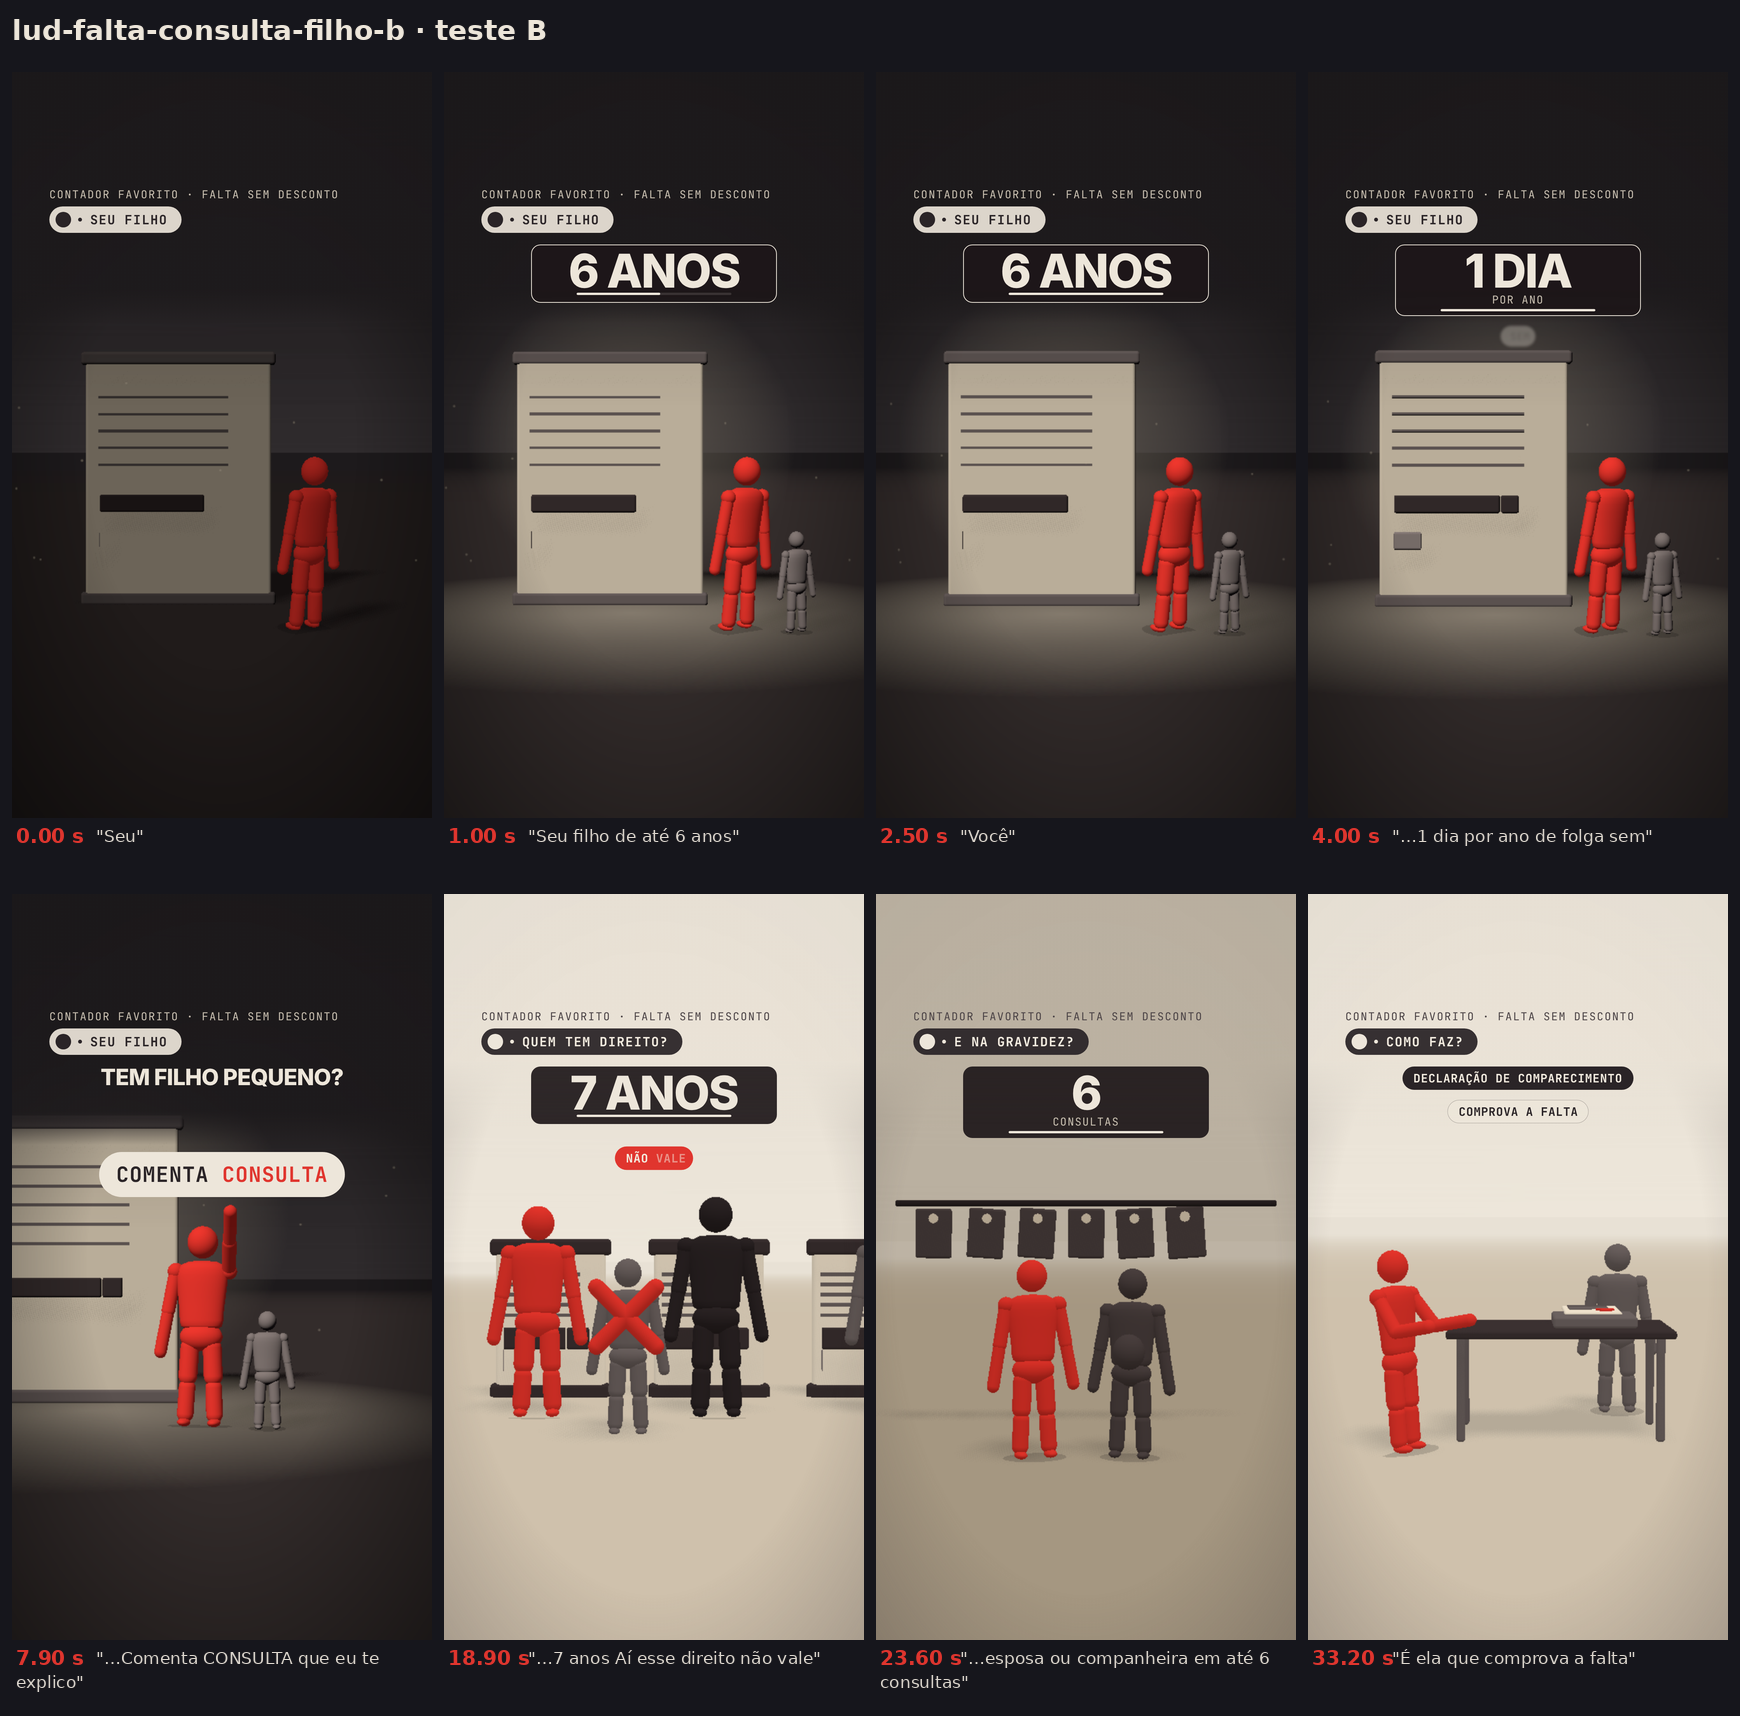 lud-falta-consulta-filho-b · teste B
CONTADOR FAVORITO · FALTA SEM DESCONTO
• SEU FILHO
0.00 s "Seu"
CONTADOR FAVORITO · FALTA SEM DESCONTO
• SEU FILHO
6 ANOS
1.00 s "Seu filho de até 6 anos"
CONTADOR FAVORITO · FALTA SEM DESCONTO
• SEU FILHO
6 ANOS
2.50 s "Você"
CONTADOR FAVORITO · FALTA SEM DESCONTO
• SEU FILHO
1 DIA
POR ANO
4.00 s "...1 dia por ano de folga sem"
CONTADOR FAVORITO · FALTA SEM DESCONTO
• SEU FILHO
TEM FILHO PEQUENO?
COMENTA CONSULTA
7.90 s "...Comenta CONSULTA que eu te
explico"
CONTADOR FAVORITO · FALTA SEM DESCONTO
• QUEM TEM DIREITO?
7 ANOS
NÃO VALE
18.90 s "...7 anos Aí esse direito não vale"
CONTADOR FAVORITO · FALTA SEM DESCONTO
• E NA GRAVIDEZ?
6
CONSULTAS
23.60 s "...esposa ou companheira em até 6
consultas"
CONTADOR FAVORITO · FALTA SEM DESCONTO
• COMO FAZ?
DECLARAÇÃO DE COMPARECIMENTO
COMPROVA A FALTA
33.20 s "É ela que comprova a falta"